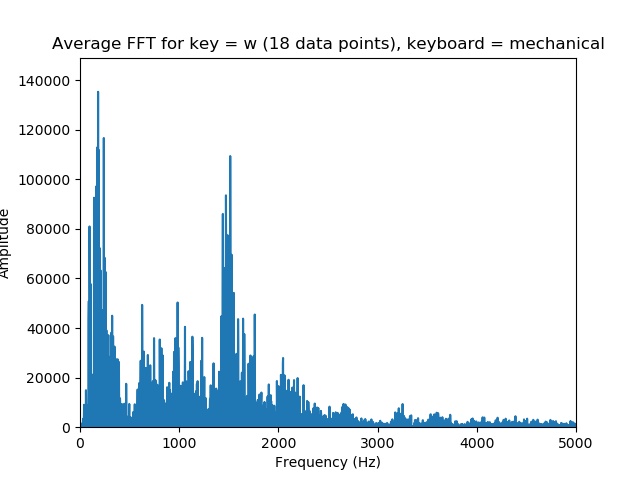 Average FFT for key = w (18 data points), keyboard = mechanical
140000
120000
100000
80000
60000
40000
20000
0
Amplitude
0 1000 2000 3000 4000 5000
Frequency (Hz)